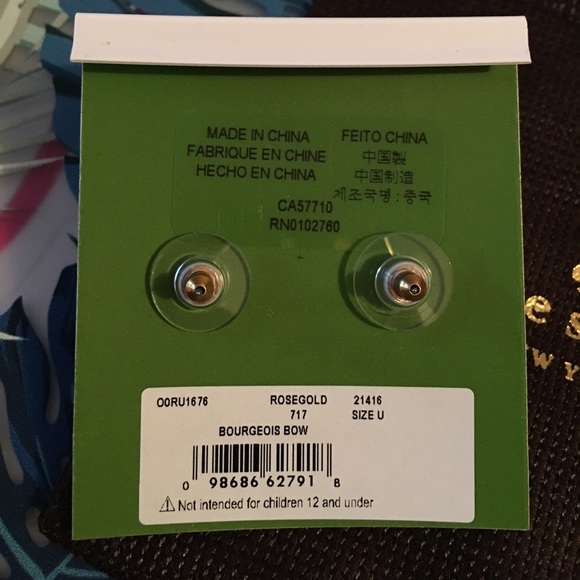 MADE IN CHINA
FABRIQUE EN CHINE
HECHO EN CHINA
FEITO CHINA
中国製
中国制造
제조국명 : 중국
CA57710
RN0102760
O0RU1676 ROSEGOLD 21416
717 SIZE U
BOURGEOIS BOW
0 98686 62791 8
⚠ Not intended for children 12 and under